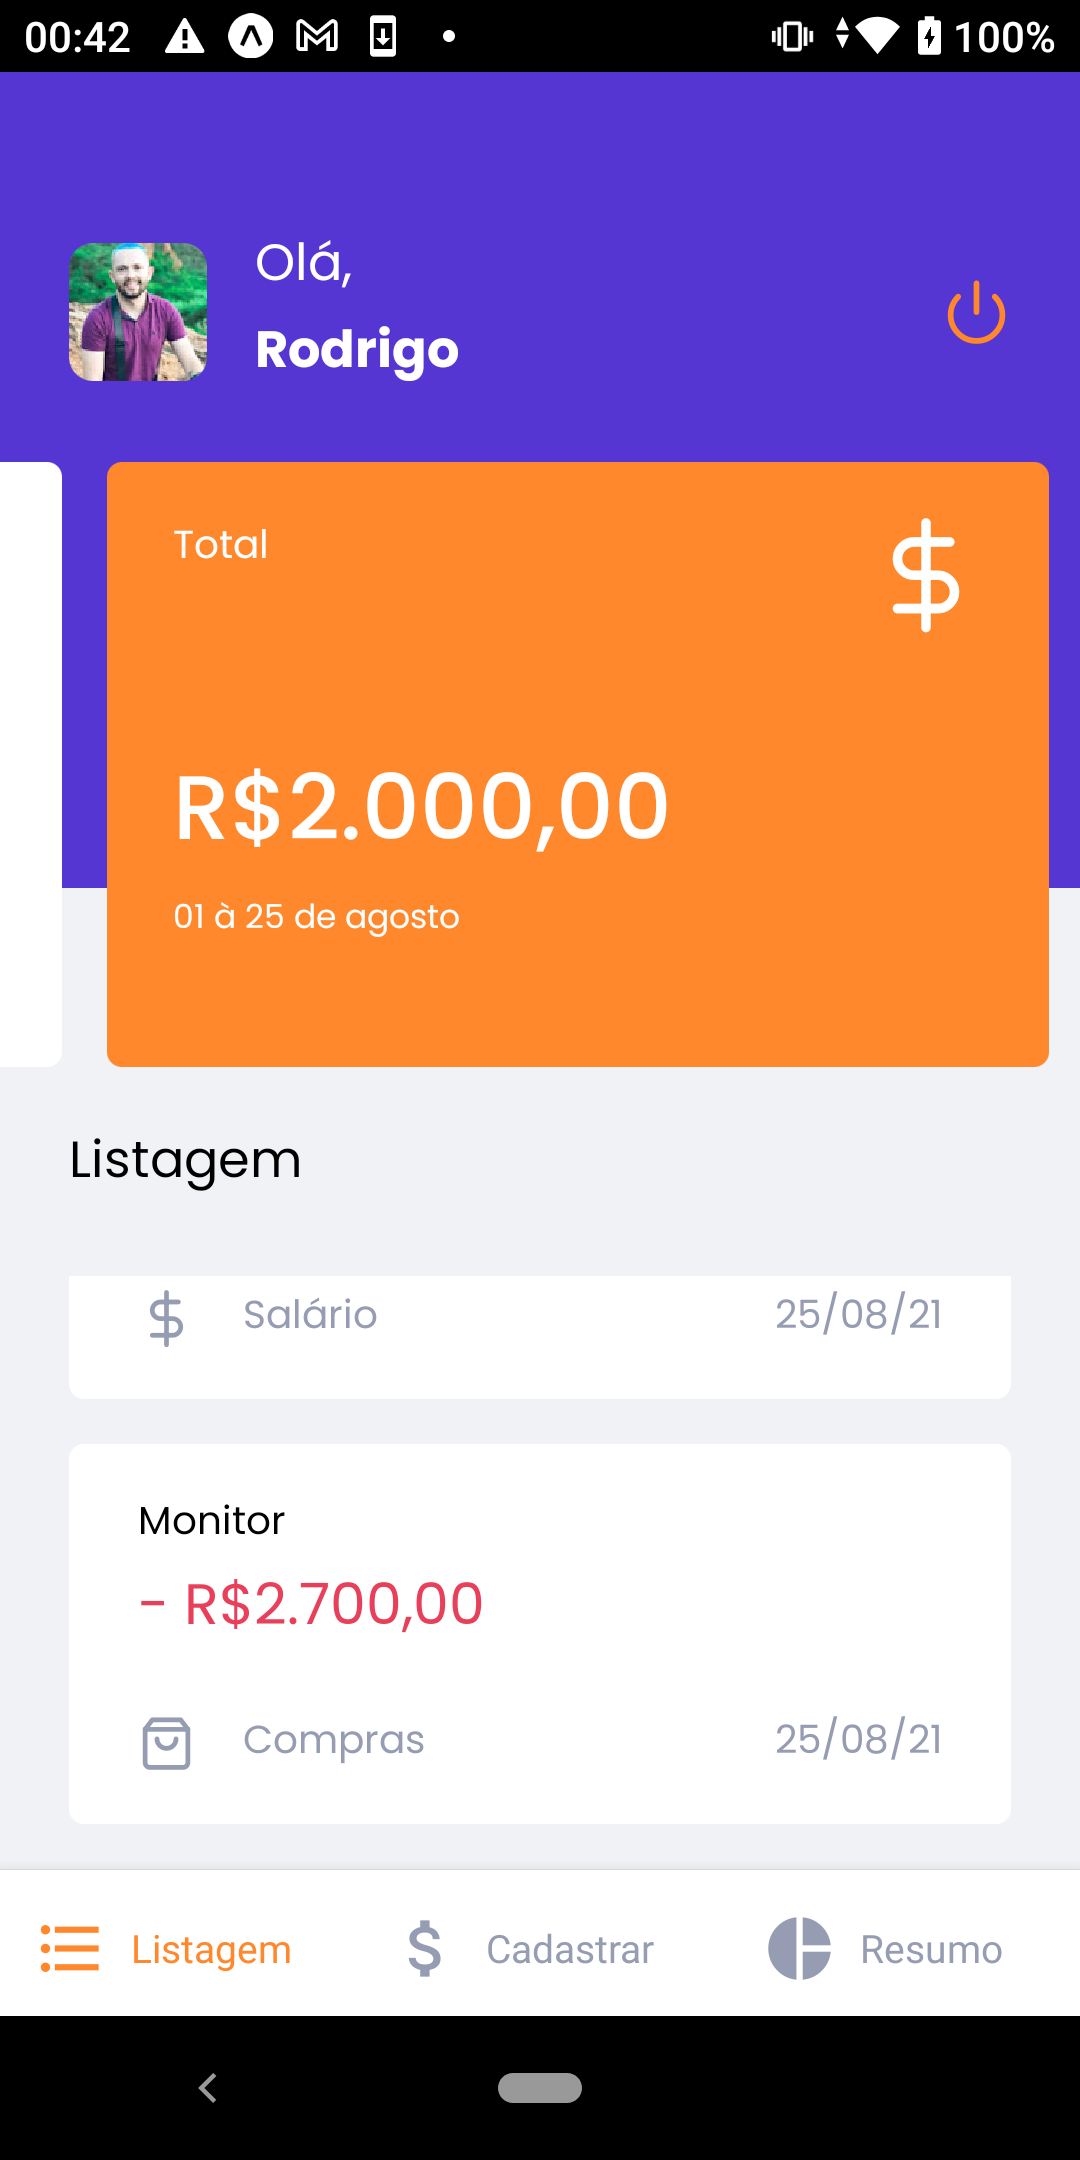 00:42
100%
Olá,
Rodrigo
Total
R$2.000,00
01 à 25 de agosto
Listagem
Salário 25/08/21
Monitor
- R$2.700,00
Compras 25/08/21
Listagem Cadastrar Resumo